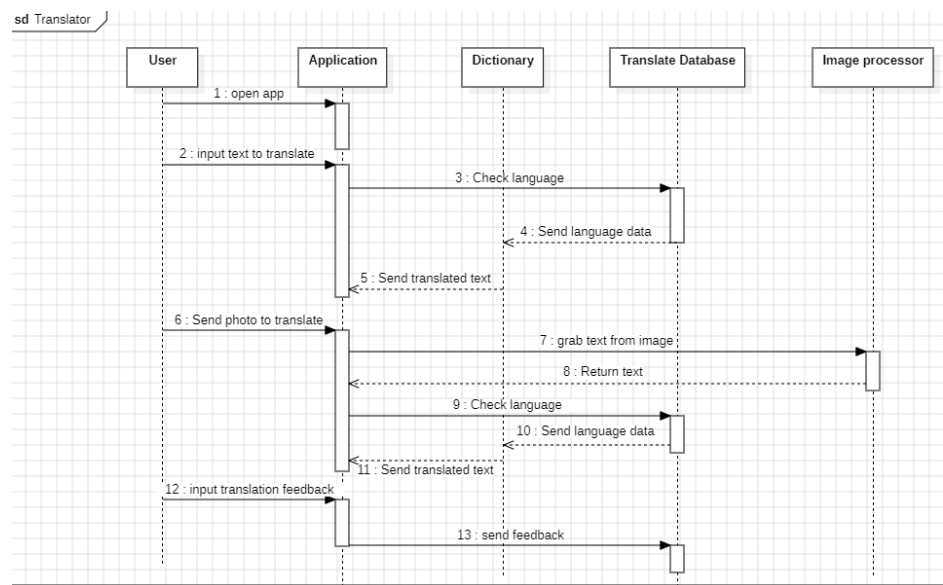 sd Translator
User
Application
Dictionary
Translate Database
Image processor
1 : open app
2 : input text to translate
3 : Check language
4 : Send language data
5 : Send translated text
6 : Send photo to translate
7 : grab text from image
8 : Return text
9 : Check language
10 : Send language data
11 : Send translated text
12 : input translation feedback
13 : send feedback